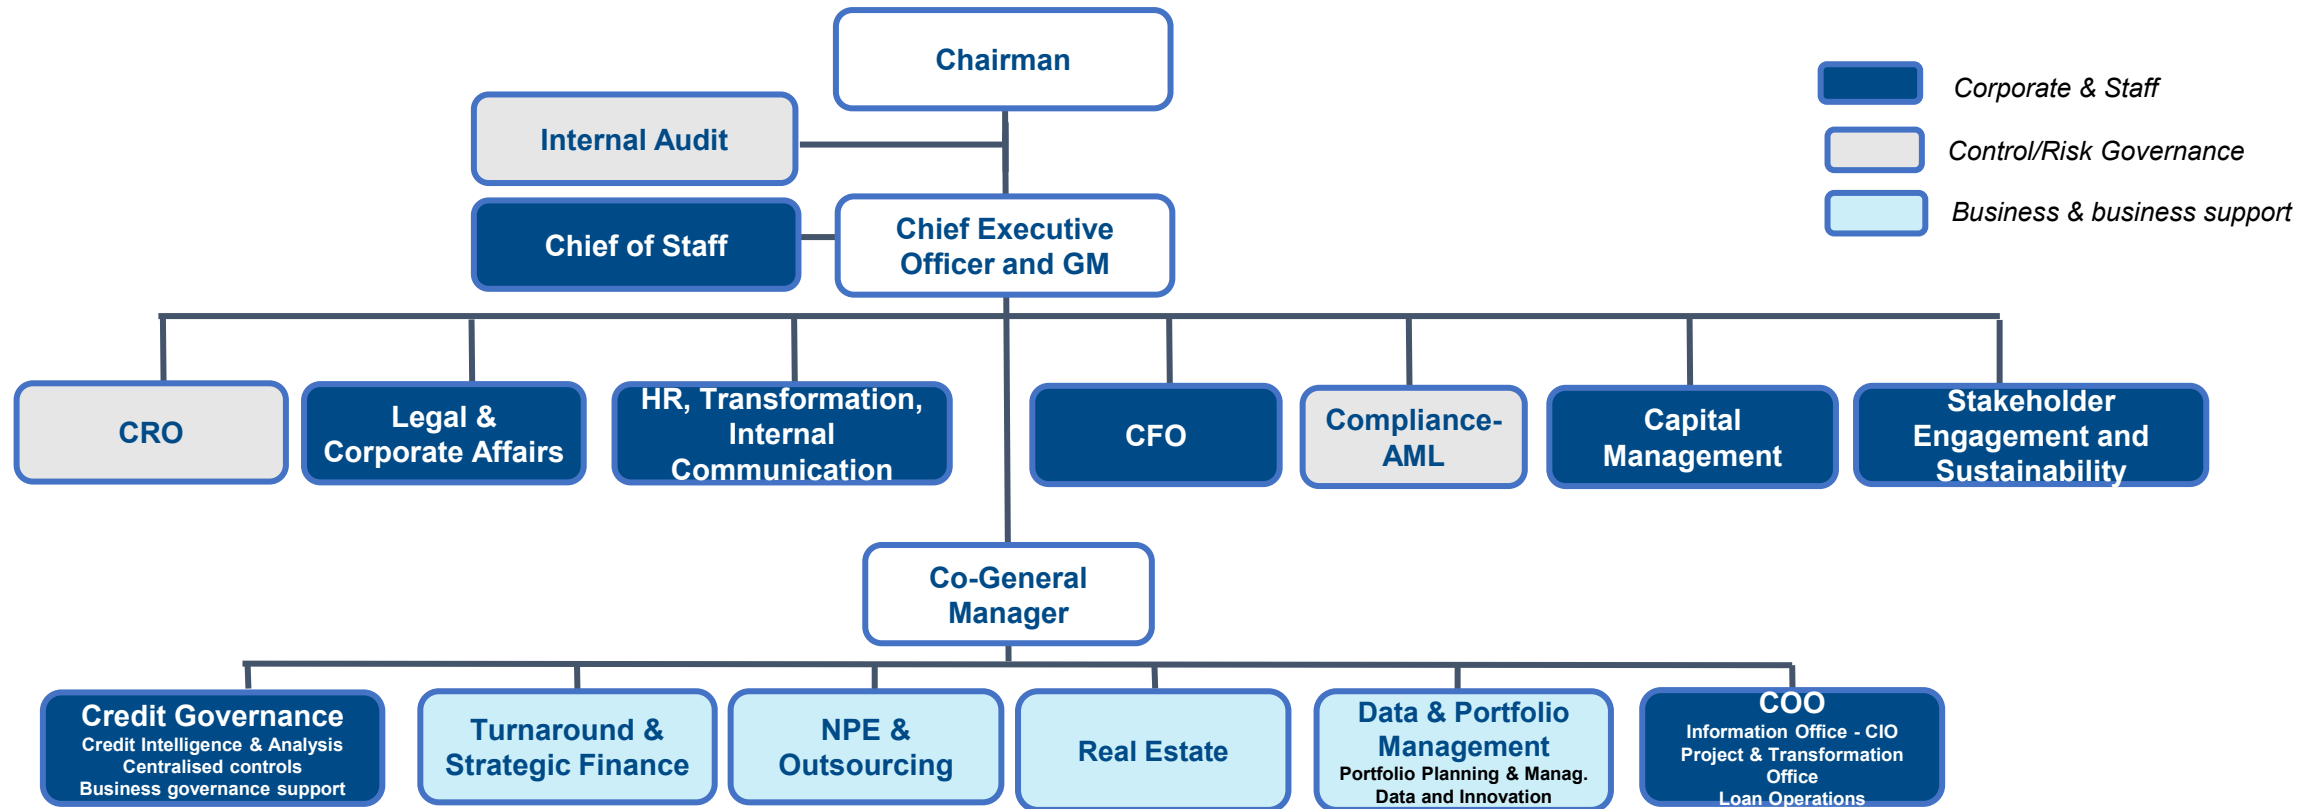 Chairman
Internal Audit
Corporate & Staff
Control/Risk Governance
Business & business support
Chief of Staff
Chief Executive
Officer and GM
CRO
Legal &
Corporate Affairs
HR, Transformation,
Internal
Communication
CFO
Compliance-
AML
Capital
Management
Stakeholder
Engagement and
Sustainability
Co-General
Manager
Credit Governance
Credit Intelligence & Analysis
Centralised controls
Business governance support
Turnaround &
Strategic Finance
NPE &
Outsourcing
Real Estate
Data & Portfolio
Management
Portfolio Planning & Manag.
Data and Innovation
COO
Information Office - CIO
Project & Transformation
Office
Loan Operations